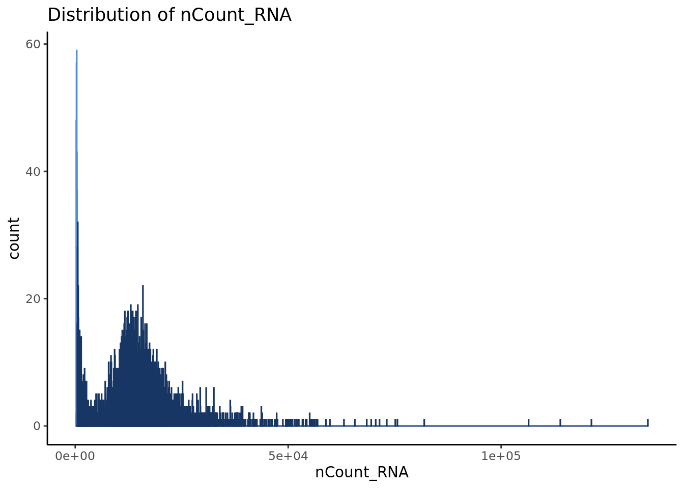 Distribution of nCount_RNA
60
40
20
0
count
0e+00 5e+04 1e+05
nCount_RNA